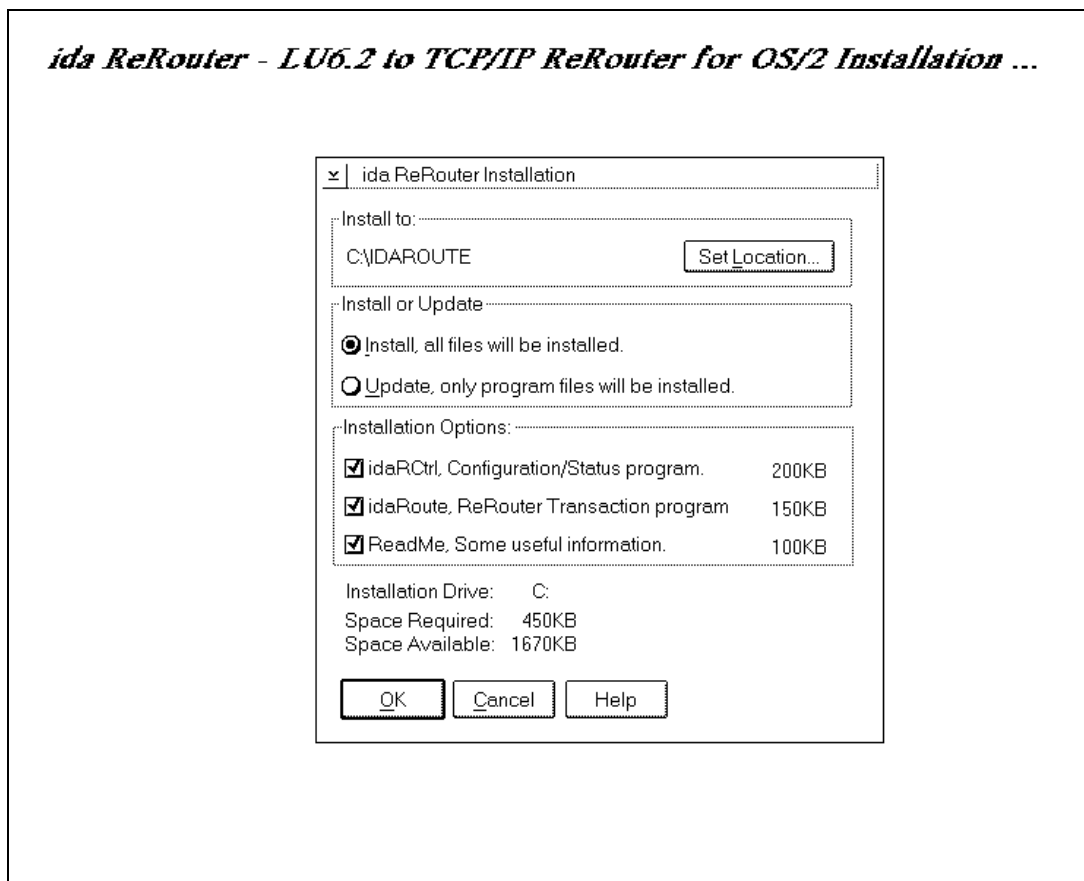 ida ReRouter - LU6.2 to TCP/IP ReRouter for OS/2 Installation ...
ida ReRouter Installation
Install to:
C:\IDAROUTE Set Location...
Install or Update
Install, all files will be installed.
Update, only program files will be installed.
Installation Options:
idaRCtrl, Configuration/Status program. 200KB
idaRoute, ReRouter Transaction program 150KB
ReadMe, Some useful information. 100KB
Installation Drive: C:
Space Required: 450KB
Space Available: 1670KB
OK Cancel Help